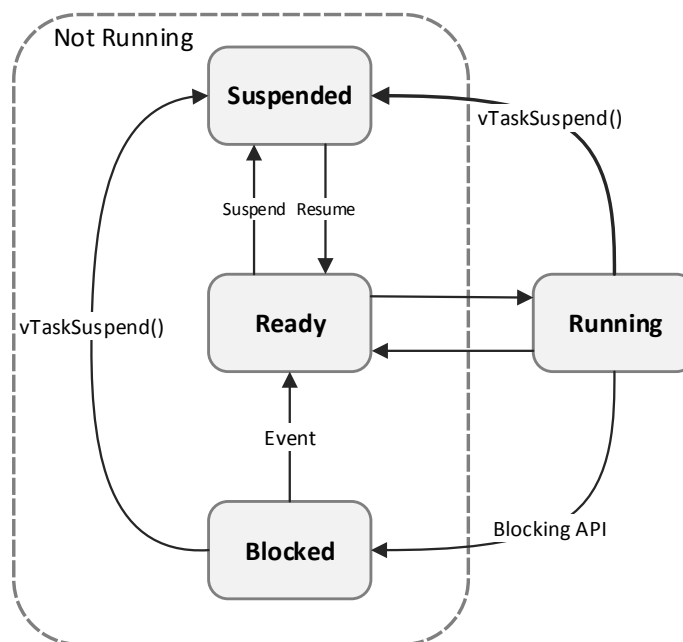 Not Running
Suspended
vTaskSuspend()
Suspend
Resume
Ready
Running
vTaskSuspend()
Event
Blocking API
Blocked